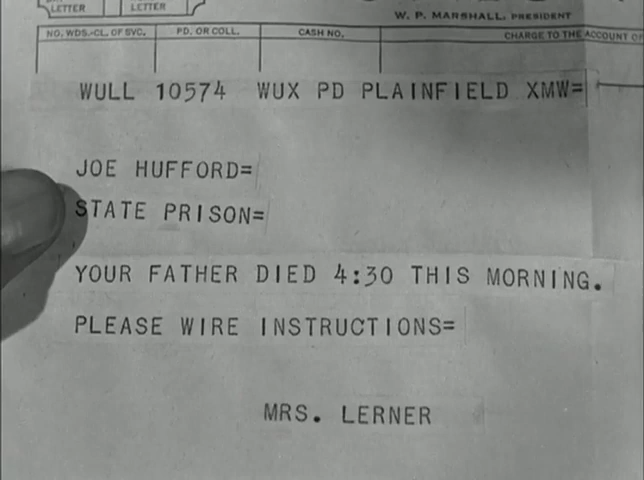 LETTER LETTER
W. P. MARSHALL, PRESIDENT
NO. WDS.-CL. OF SVC. PD. OR COLL. CASH NO. CHARGE TO THE ACCOUNT OF
WULL 10574 WUX PD PLAINFIELD XMW=
JOE HUFFORD=
STATE PRISON=
YOUR FATHER DIED 4:30 THIS MORNING.
PLEASE WIRE INSTRUCTIONS=
MRS. LERNER